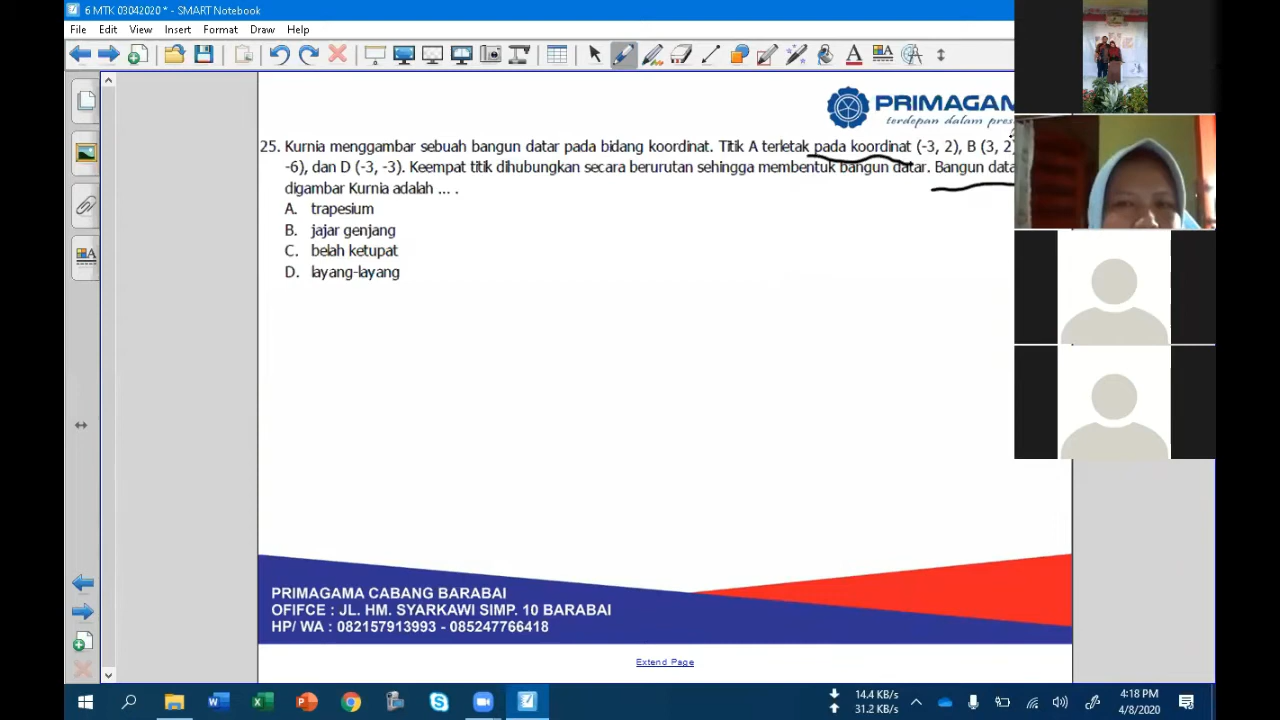 6 MTK 03042020 * - SMART Notebook
File Edit View Insert Format Draw Help
PRIMAGAM
terdepan dalam pres
25. Kurnia menggambar sebuah bangun datar pada bidang koordinat. Titik A terletak pada koordinat (-3, 2), B (3, 2)
-6), dan D (-3, -3). Keempat titik dihubungkan secara berurutan sehingga membentuk bangun datar. Bangun data
digambar Kurnia adalah ... .
A. trapesium
B. jajar genjang
C. belah ketupat
D. layang-layang
PRIMAGAMA CABANG BARABAI
OFIFCE : JL. HM. SYARKAWI SIMP. 10 BARABAI
HP/ WA : 082157913993 - 085247766418
Extend Page
14.4 KB/s
31.2 KB/s
4:18 PM
4/8/2020